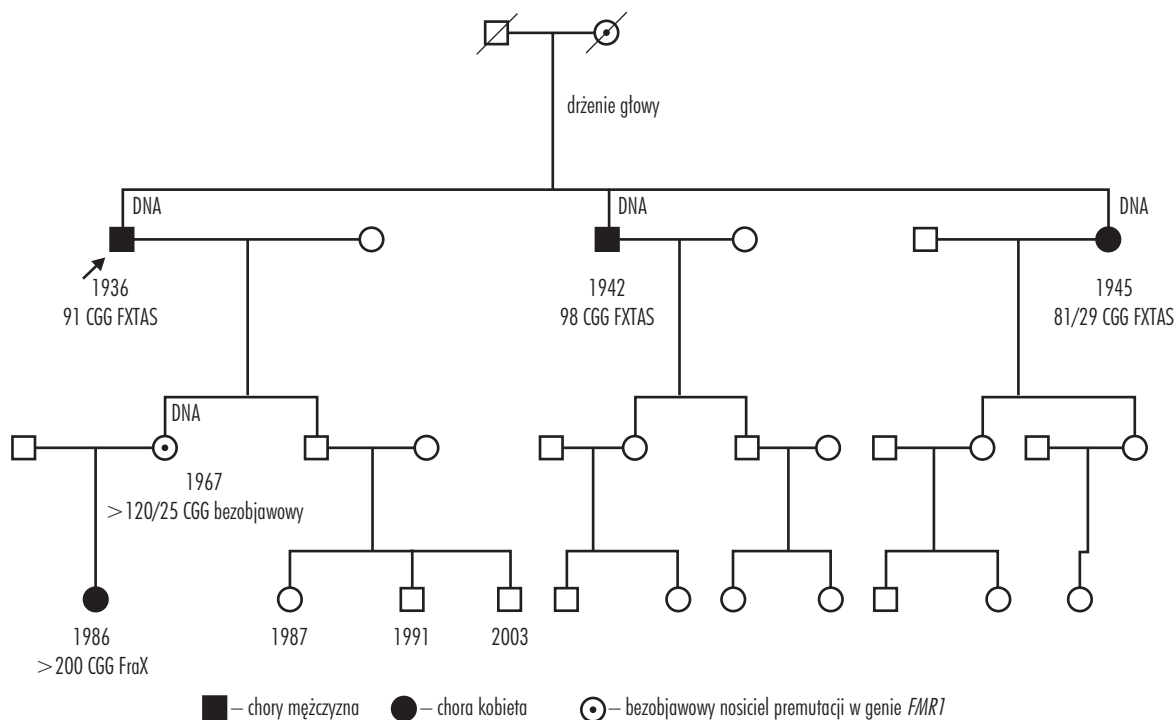 drżenie głowy
DNA
DNA
DNA
1936
91 CGG FXTAS
1942
98 CGG FXTAS
1945
81/29 CGG FXTAS
DNA
1967
>120/25 CGG bezobjawowy
1986
>200 CGG FraX
1987
1991
2003
– chory mężczyzna
– chora kobieta
– bezobjawowy nosiciel premutacji w genie FMR1